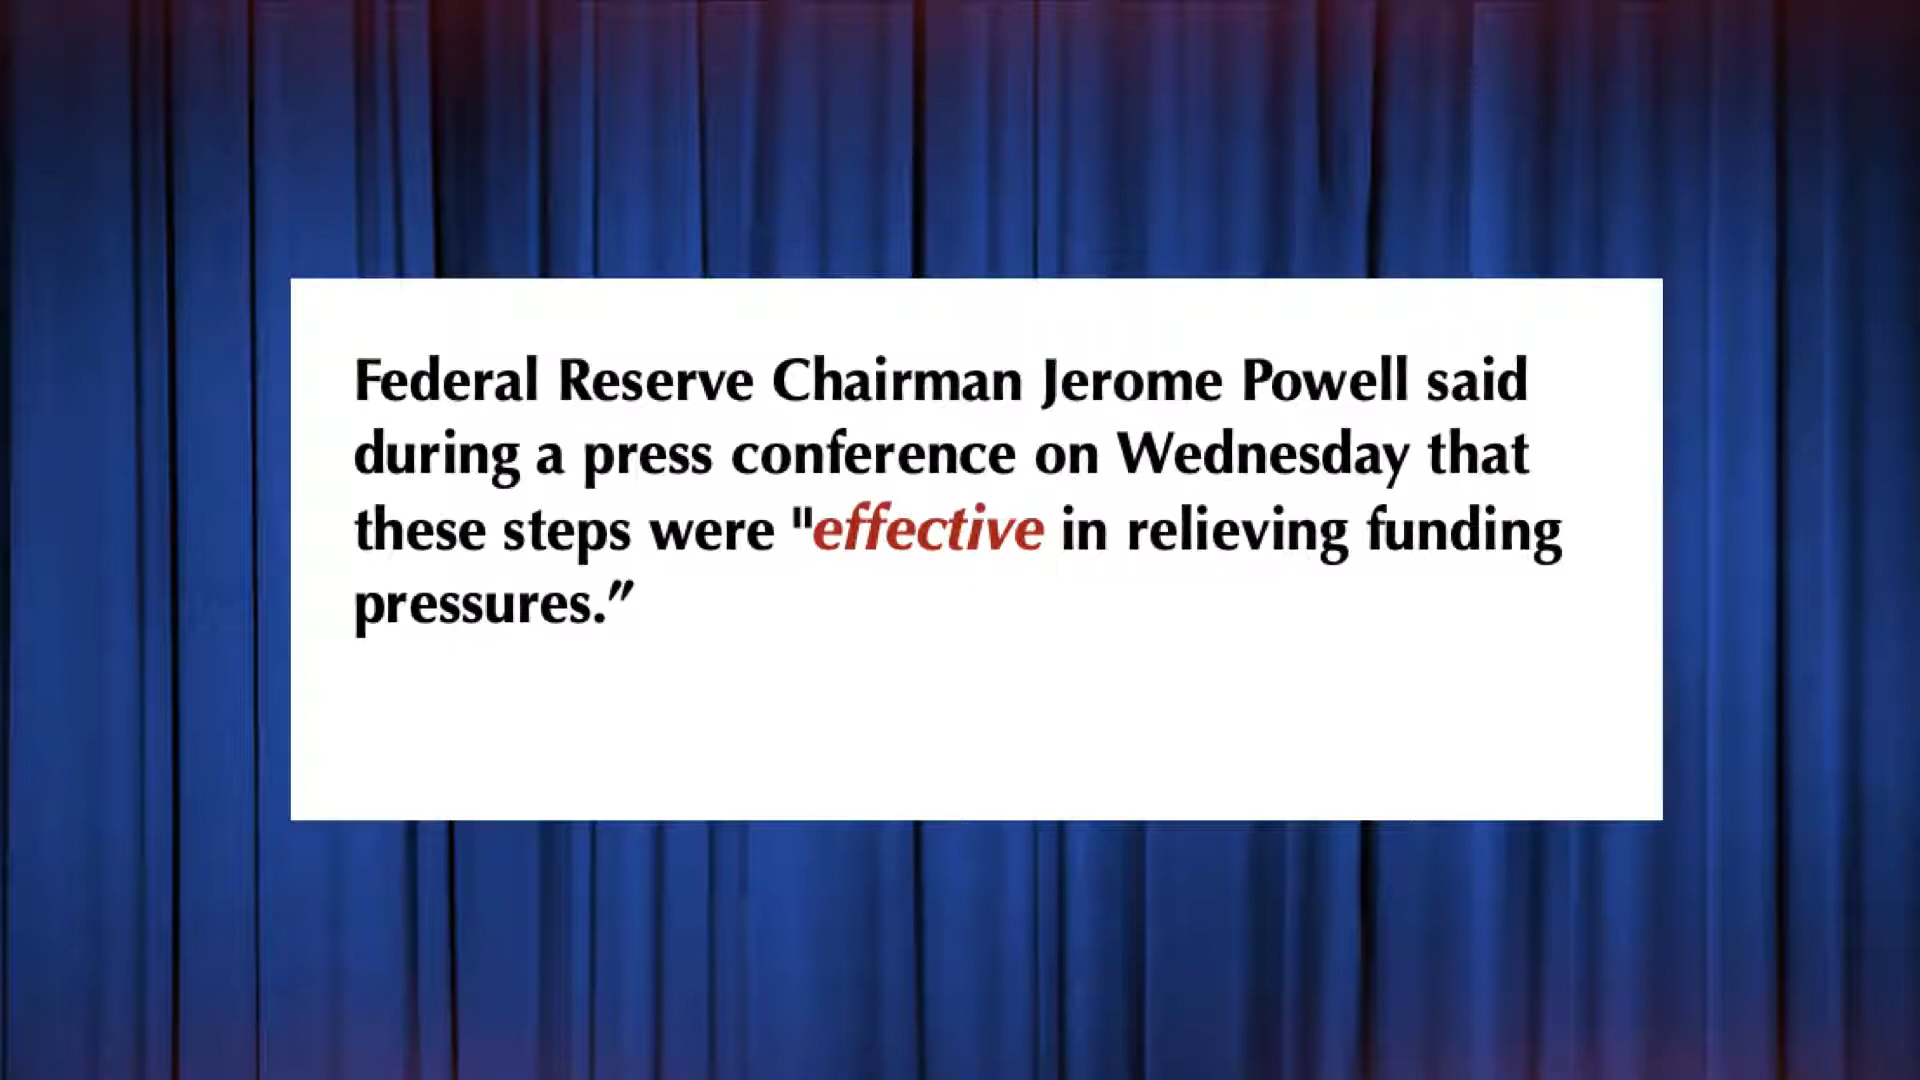 Federal Reserve Chairman Jerome Powell said
during a press conference on Wednesday that
these steps were "effective in relieving funding
pressures.”